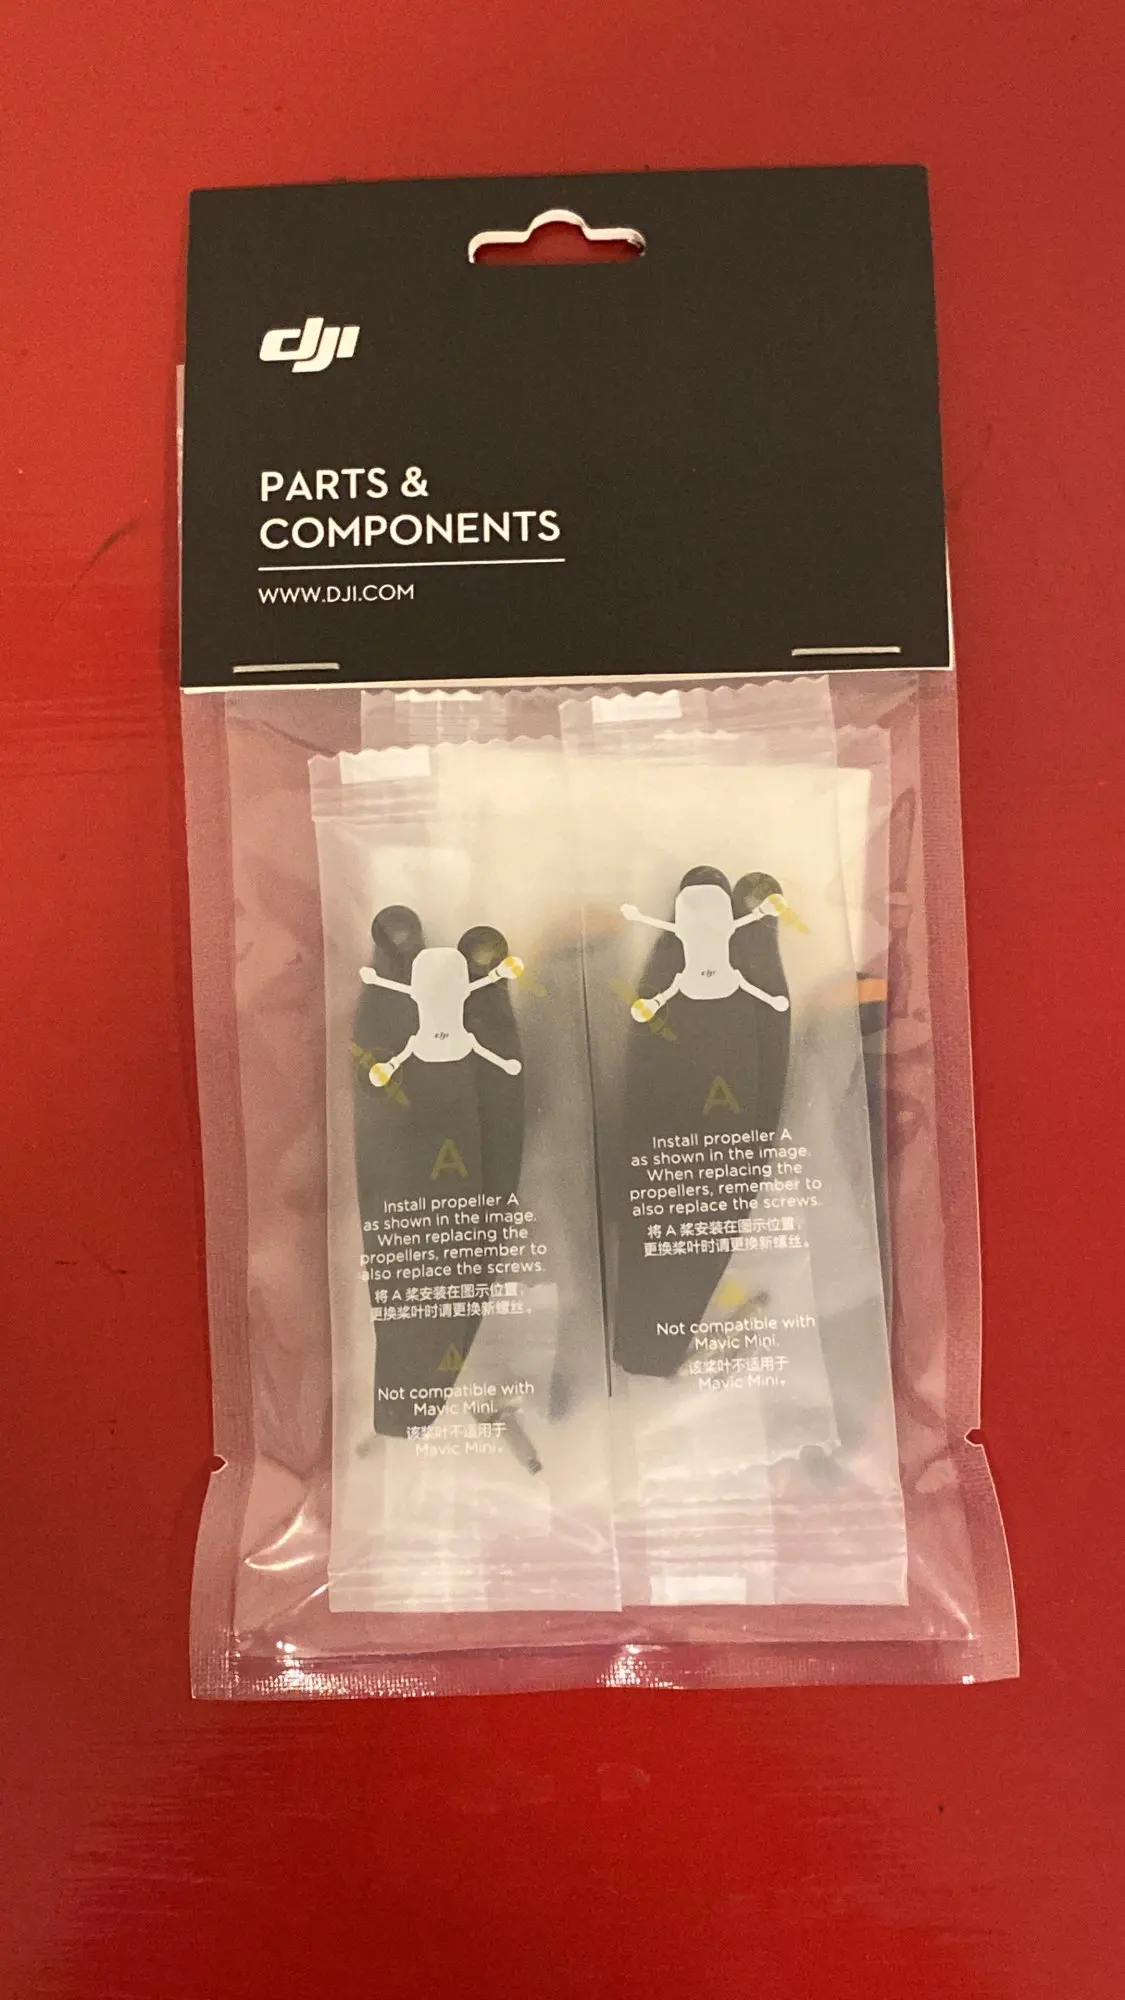 dji
PARTS &
COMPONENTS
WWW.DJI.COM
dji
A
Install propeller A
as shown in the image.
When replacing the
propellers, remember to
also replace the screws.
将 A 桨安装在图示位置，
更换桨叶时请更换新螺丝。
Not compatible with
Mavic Mini.
该桨叶不适用于
Mavic Mini。
dji
A
Install propeller A
as shown in the image.
When replacing the
propellers, remember to
also replace the screws.
将 A 桨安装在图示位置，
更换桨叶时请更换新螺丝。
Not compatible with
Mavic Mini.
该桨叶不适用于
Mavic Mini。